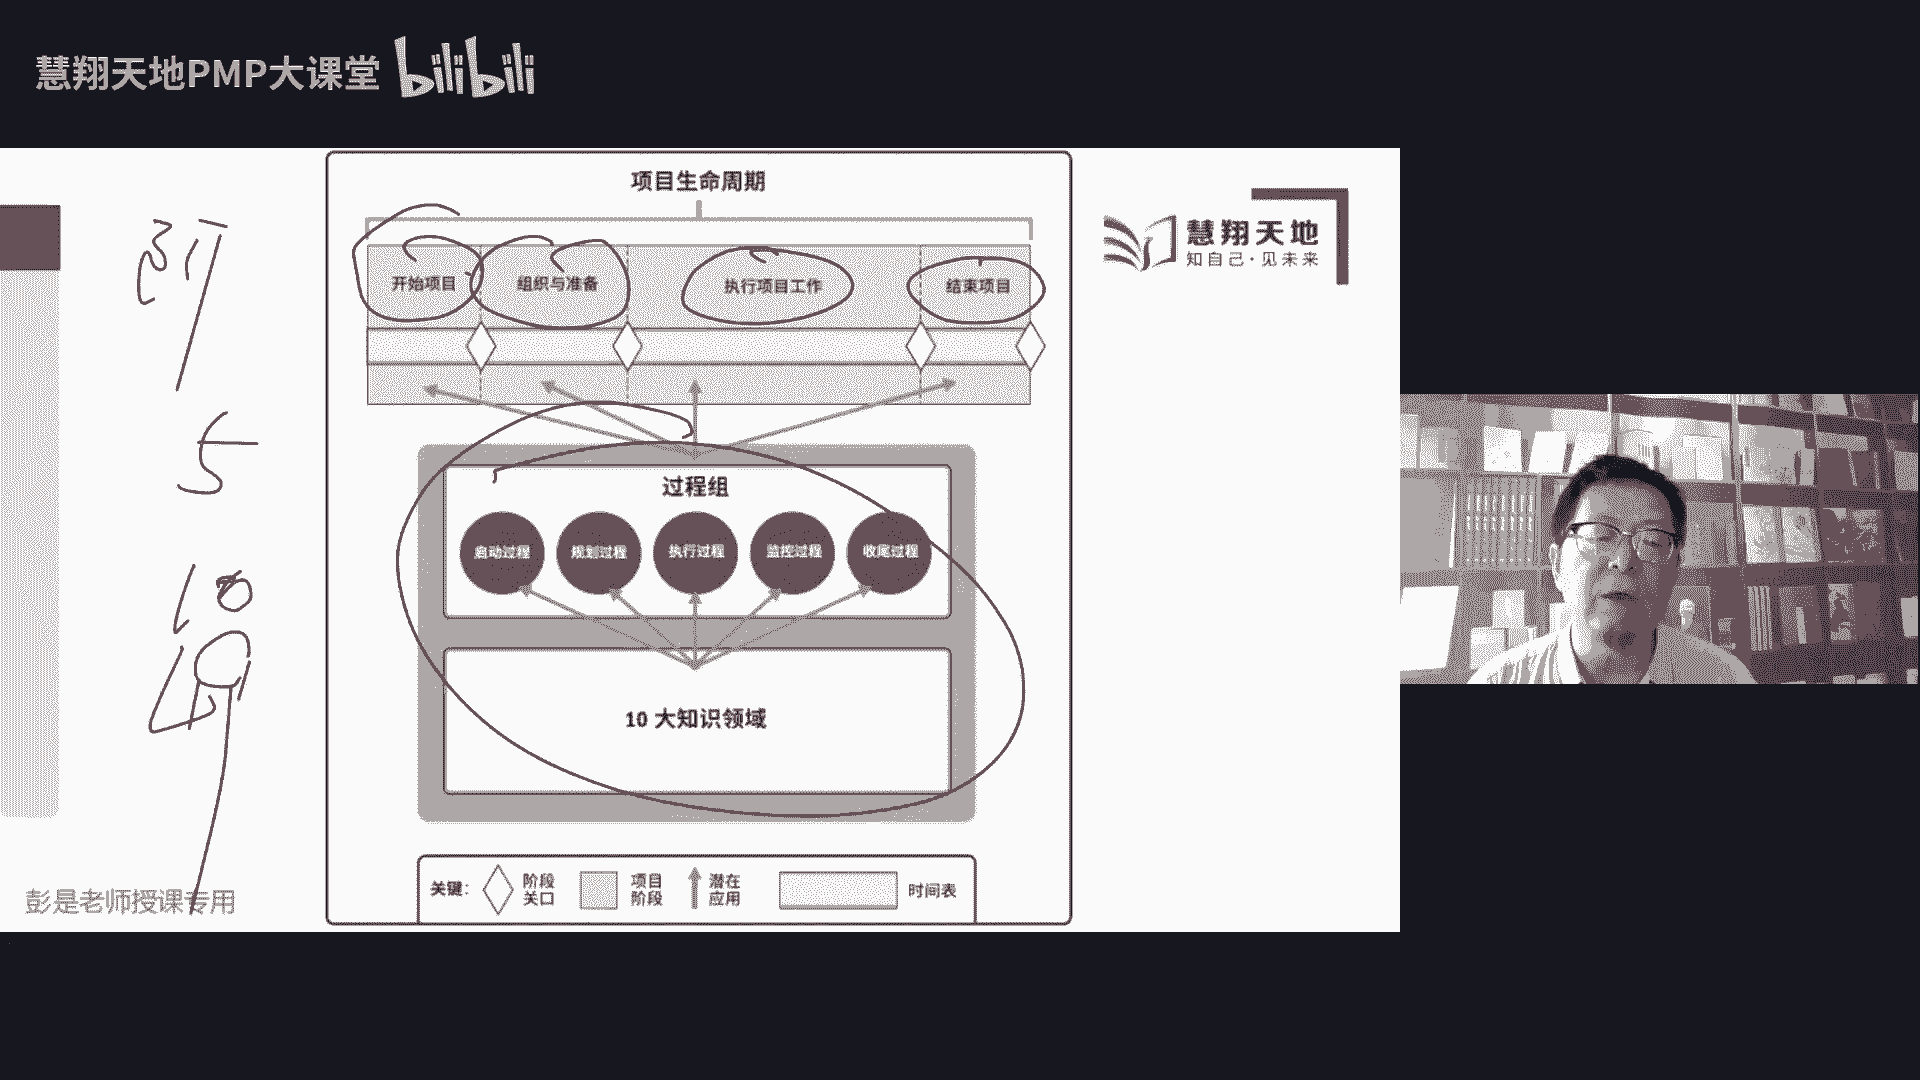 慧翔天地PMP大课堂 bilibili
项目生命周期
慧翔天地
知自己·见未来
开始项目 组织与准备 执行项目工作 结束项目
5
过程组
启动过程 规划过程 执行过程 监控过程 收尾过程
10
49
10 大知识领域
关键: 阶段关口 项目阶段 潜在应用 时间表
彭是老师授课专用